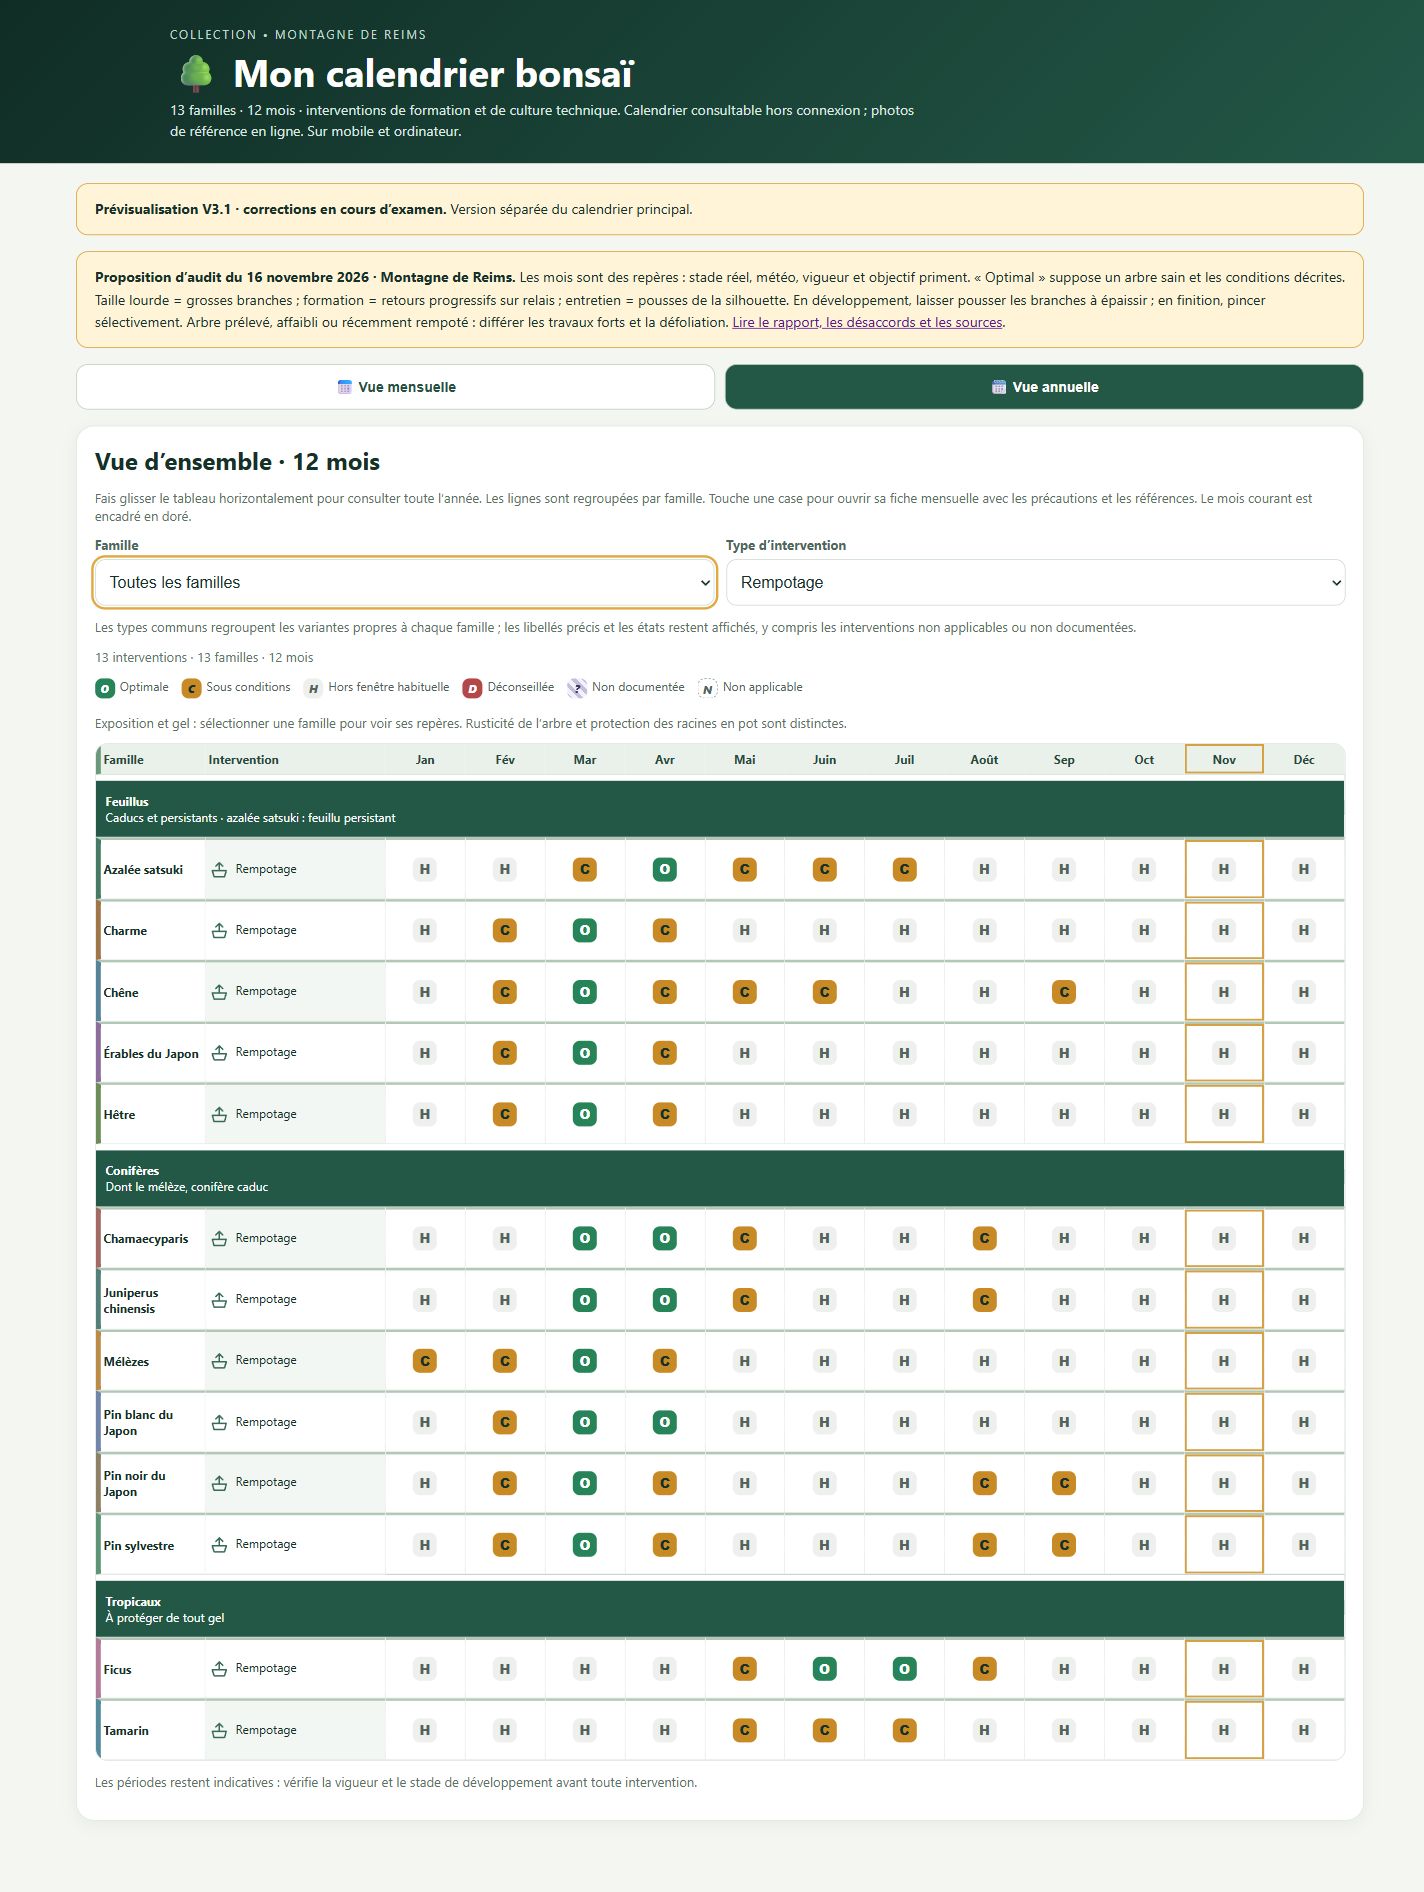 COLLECTION • MONTAGNE DE REIMS
Mon calendrier bonsaï
13 familles · 12 mois · interventions de formation et de culture technique. Calendrier consultable hors connexion ; photos
de référence en ligne. Sur mobile et ordinateur.
Prévisualisation V3.1 · corrections en cours d’examen. Version séparée du calendrier principal.
Proposition d’audit du 16 novembre 2026 · Montagne de Reims. Les mois sont des repères : stade réel, météo, vigueur et objectif priment. « Optimal » suppose un arbre sain et les conditions décrites.
Taille lourde = grosses branches ; formation = retours progressifs sur relais ; entretien = pousses de la silhouette. En développement, laisser pousser les branches à épaissir ; en finition, pincer
sélectivement. Arbre prélevé, affaibli ou récemment rempoté : différer les travaux forts et la défoliation. Lire le rapport, les désaccords et les sources.
Vue mensuelle
Vue annuelle
Vue d’ensemble · 12 mois
Fais glisser le tableau horizontalement pour consulter toute l’année. Les lignes sont regroupées par famille. Touche une case pour ouvrir sa fiche mensuelle avec les précautions et les références. Le mois courant est
encadré en doré.
Famille Type d’intervention
Toutes les familles Rempotage
Les types communs regroupent les variantes propres à chaque famille ; les libellés précis et les états restent affichés, y compris les interventions non applicables ou non documentées.
13 interventions · 13 familles · 12 mois
O Optimale C Sous conditions H Hors fenêtre habituelle D Déconseillée ? Non documentée N Non applicable
Exposition et gel : sélectionner une famille pour voir ses repères. Rusticité de l’arbre et protection des racines en pot sont distinctes.
Famille Intervention Jan Fév Mar Avr Mai Juin Juil Août Sep Oct Nov Déc
Feuillus
Caducs et persistants · azalée satsuki : feuillu persistant
Azalée satsuki Rempotage H H C O C C C H H H H H
Charme Rempotage H C O C H H H H H H H H
Chêne Rempotage H C O C C C H H C H H H
Érables du Japon Rempotage H C O C H H H H H H H H
Hêtre Rempotage H C O C H H H H H H H H
Conifères
Dont le mélèze, conifère caduc
Chamaecyparis Rempotage H H O O C H H C H H H H
Juniperus
chinensis Rempotage H H O O C H H C H H H H
Mélèzes Rempotage C C O C H H H H H H H H
Pin blanc du
Japon Rempotage H C O O H H H H H H H H
Pin noir du
Japon Rempotage H C O C H H H C C H H H
Pin sylvestre Rempotage H C O C H H H C C H H H
Tropicaux
À protéger de tout gel
Ficus Rempotage H H H H C O O C H H H H
Tamarin Rempotage H H H H C C C H H H H H
Les périodes restent indicatives : vérifie la vigueur et le stade de développement avant toute intervention.